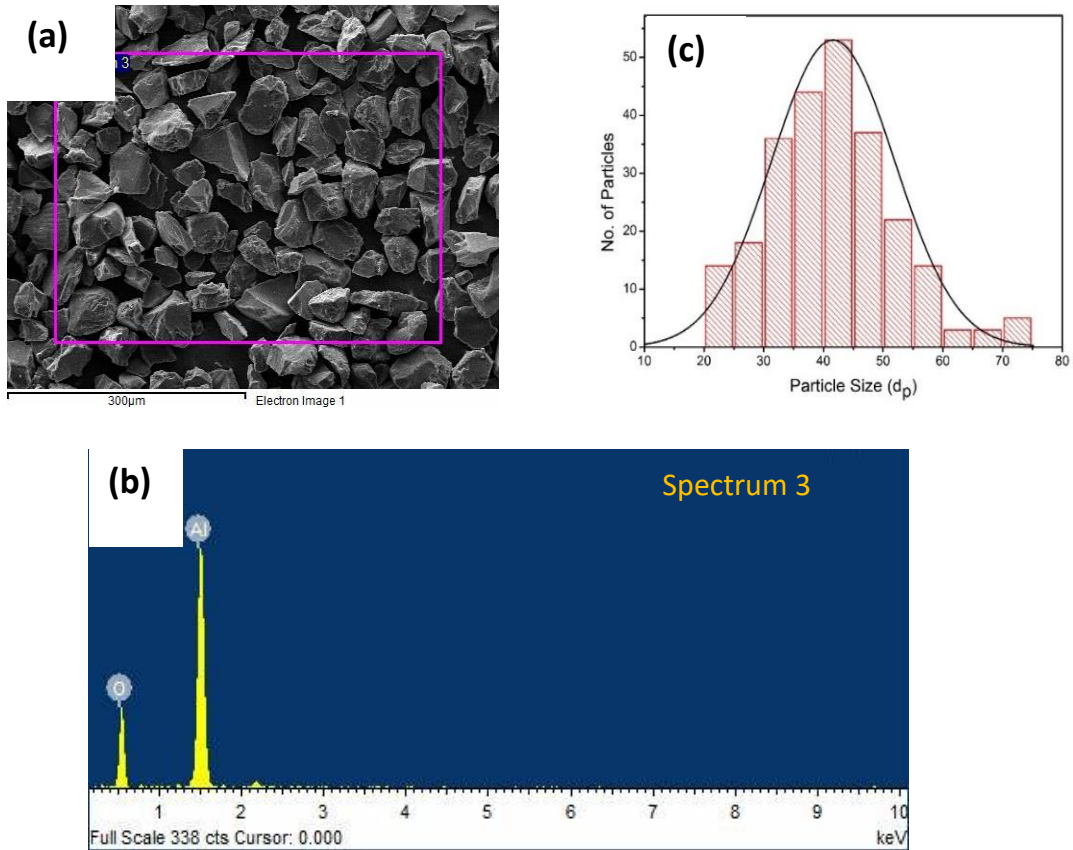 (a)
3
300µm
Electron Image 1
(c)
No. of Particles
50
40
30
20
10
0
10 20 30 40 50 60 70 80
Particle Size (dp)
(b)
Spectrum 3
Al
O
1 2 3 4 5 6 7 8 9 10
Full Scale 338 cts Cursor: 0.000 keV